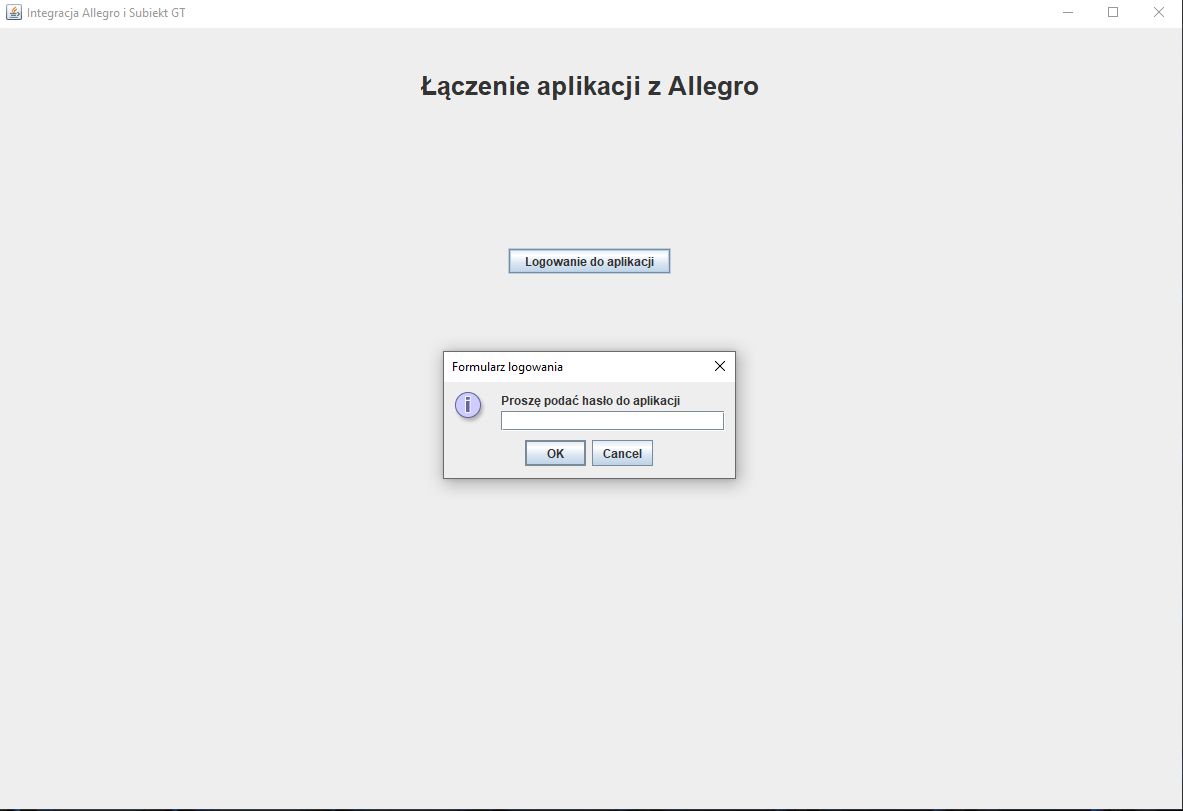 Integracja Allegro i Subiekt GT
Łączenie aplikacji z Allegro
Logowanie do aplikacji
Formularz logowania
Proszę podać hasło do aplikacji
OK Cancel